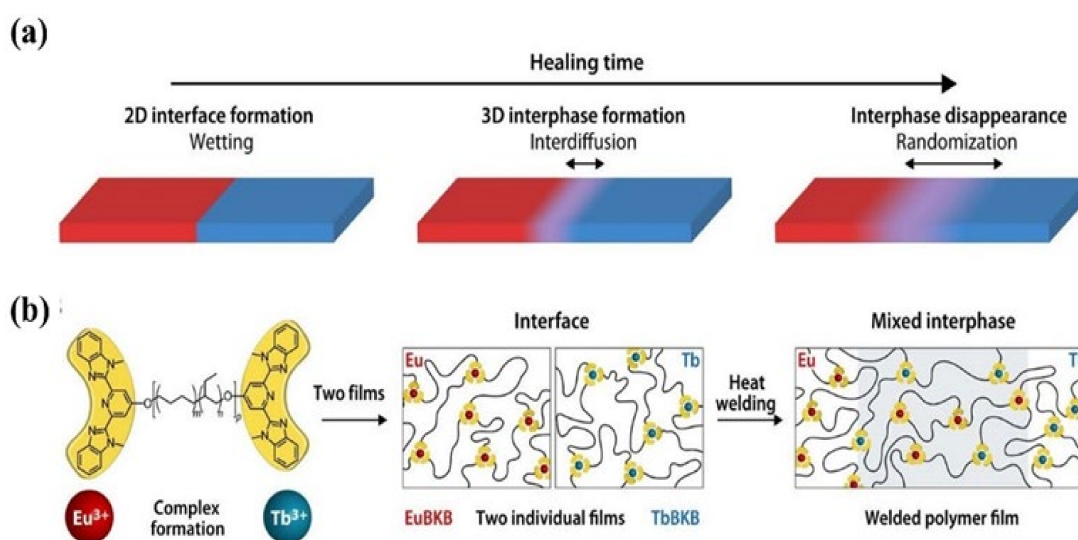 (a)
Healing time
2D interface formation
Wetting
3D interphase formation
Interdiffusion
Interphase disappearance
Randomization
(b)
Interface
Mixed interphase
Two films
Eu
Tb
Heat
welding
Eu
T
N
N
N
N
N
O
m
n
p
O
N
N
N
N
N
Eu³⁺
Complex
formation
Tb³⁺
EuBKB
Two individual films
TbBKB
Welded polymer film